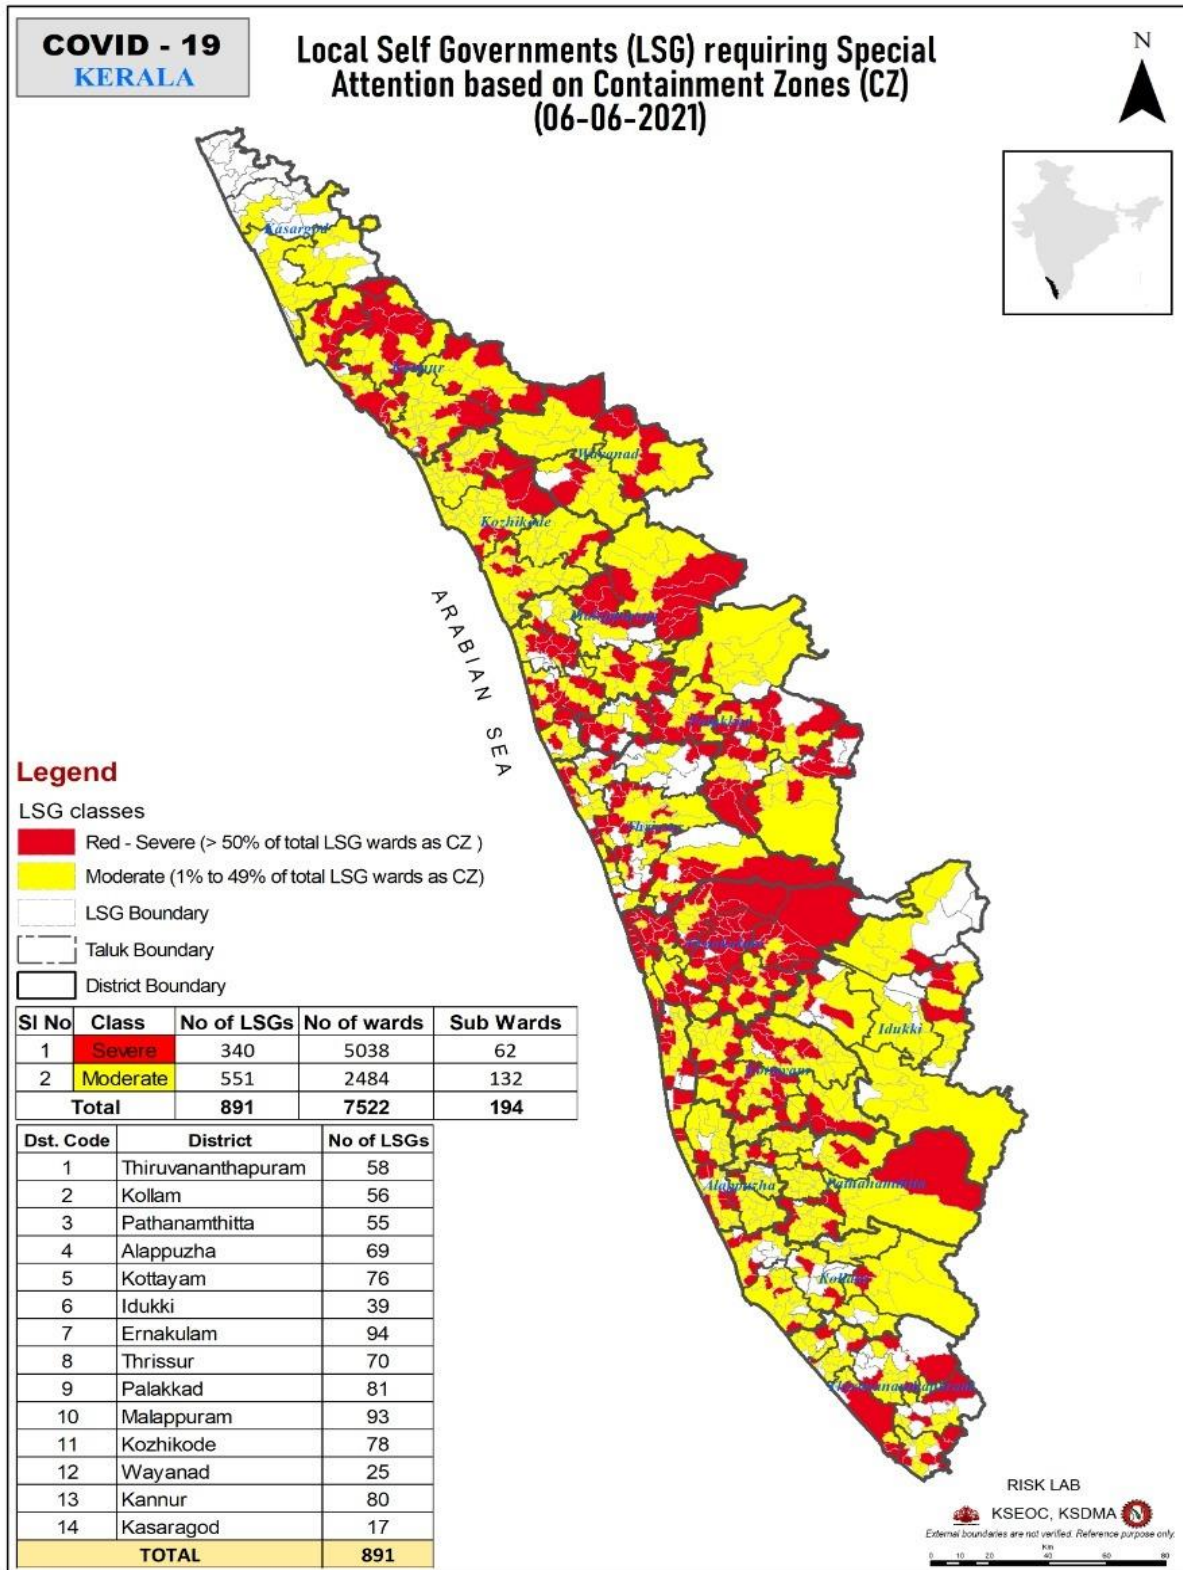 COVID - 19
KERALA
Local Self Governments (LSG) requiring Special
Attention based on Containment Zones (CZ)
(06-06-2021)
N
Kasargod
Kannur
Wayanad
Kozhikode
Malappuram
ARABIAN SEA
Palakkad
Thrissur
Ernakulam
Idukki
Kottayam
Alappuzha
Pathanamthitta
Kollam
Thiruvananthapuram
Legend
LSG classes
Red - Severe (> 50% of total LSG wards as CZ )
Moderate (1% to 49% of total LSG wards as CZ)
LSG Boundary
Taluk Boundary
District Boundary
Sl No Class No of LSGs No of wards Sub Wards
1 Severe 340 5038 62
2 Moderate 551 2484 132
Total 891 7522 194
Dst. Code District No of LSGs
1 Thiruvananthapuram 58
2 Kollam 56
3 Pathanamthitta 55
4 Alappuzha 69
5 Kottayam 76
6 Idukki 39
7 Ernakulam 94
8 Thrissur 70
9 Palakkad 81
10 Malappuram 93
11 Kozhikode 78
12 Wayanad 25
13 Kannur 80
14 Kasaragod 17
TOTAL 891
RISK LAB
KSEOC, KSDMA
External boundaries are not verified. Reference purpose only.
Km
0 10 20 40 60 80